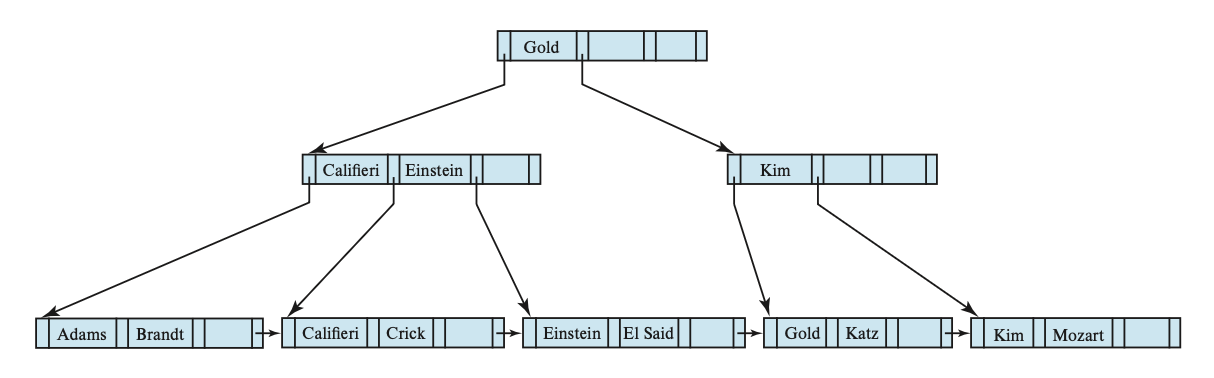 Gold
Califieri Einstein
Kim
Adams Brandt
Califieri Crick
Einstein El Said
Gold Katz
Kim Mozart